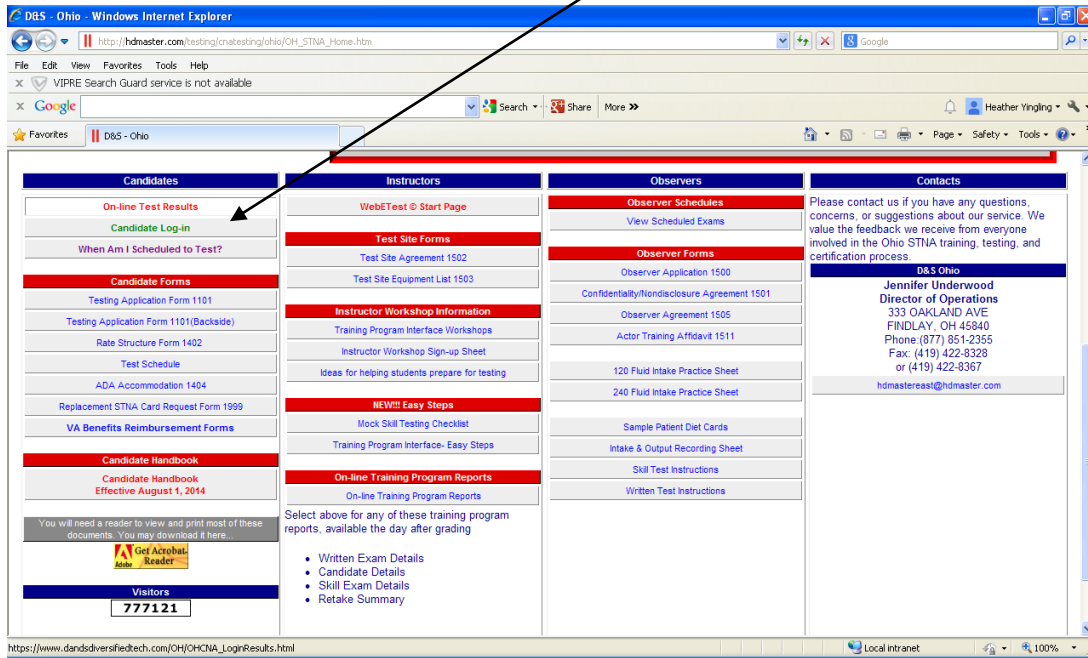 D&S - Ohio - Windows Internet Explorer
http://hdmaster.com/testing/cnatesting/ohio/OH_STNA_Home.htm
Google
File Edit View Favorites Tools Help
x VIPRE Search Guard service is not available
x Google Search Share More >> Heather Yingling
Favorites D&S - Ohio Page Safety Tools
Candidates
On-line Test Results
Candidate Log-in
When Am I Scheduled to Test?
Candidate Forms
Testing Application Form 1101
Testing Application Form 1101(Backside)
Rate Structure Form 1402
Test Schedule
ADA Accommodation 1404
Replacement STNA Card Request Form 1999
VA Benefits Reimbursement Forms
Candidate Handbook
Candidate Handbook
Effective August 1, 2014
You will need a reader to view and print most of these
documents. You may download it here...
Get Acrobat
Adobe Reader
Visitors
777121
Instructors
WebETest © Start Page
Test Site Forms
Test Site Agreement 1502
Test Site Equipment List 1503
Instructor Workshop Information
Training Program Interface Workshops
Instructor Workshop Sign-up Sheet
Ideas for helping students prepare for testing
NEW!!! Easy Steps
Mock Skill Testing Checklist
Training Program Interface- Easy Steps
On-line Training Program Reports
On-line Training Program Reports
Select above for any of these training program
reports, available the day after grading
• Written Exam Details
• Candidate Details
• Skill Exam Details
• Retake Summary
Observers
Observer Schedules
View Scheduled Exams
Observer Forms
Observer Application 1500
Confidentiality/Nondisclosure Agreement 1501
Observer Agreement 1505
Actor Training Affidavit 1511
120 Fluid Intake Practice Sheet
240 Fluid Intake Practice Sheet
Sample Patient Diet Cards
Intake & Output Recording Sheet
Skill Test Instructions
Written Test Instructions
Contacts
Please contact us if you have any questions,
concerns, or suggestions about our service. We
value the feedback we receive from everyone
involved in the Ohio STNA training, testing, and
certification process.
D&S Ohio
Jennifer Underwood
Director of Operations
333 OAKLAND AVE
FINDLAY, OH 45840
Phone:(877) 851-2355
Fax: (419) 422-8328
or (419) 422-8367
hdmastereast@hdmaster.com
https://www.dandsdiversifiedtech.com/OH/OHCNA_LoginResults.html
Local intranet
100%